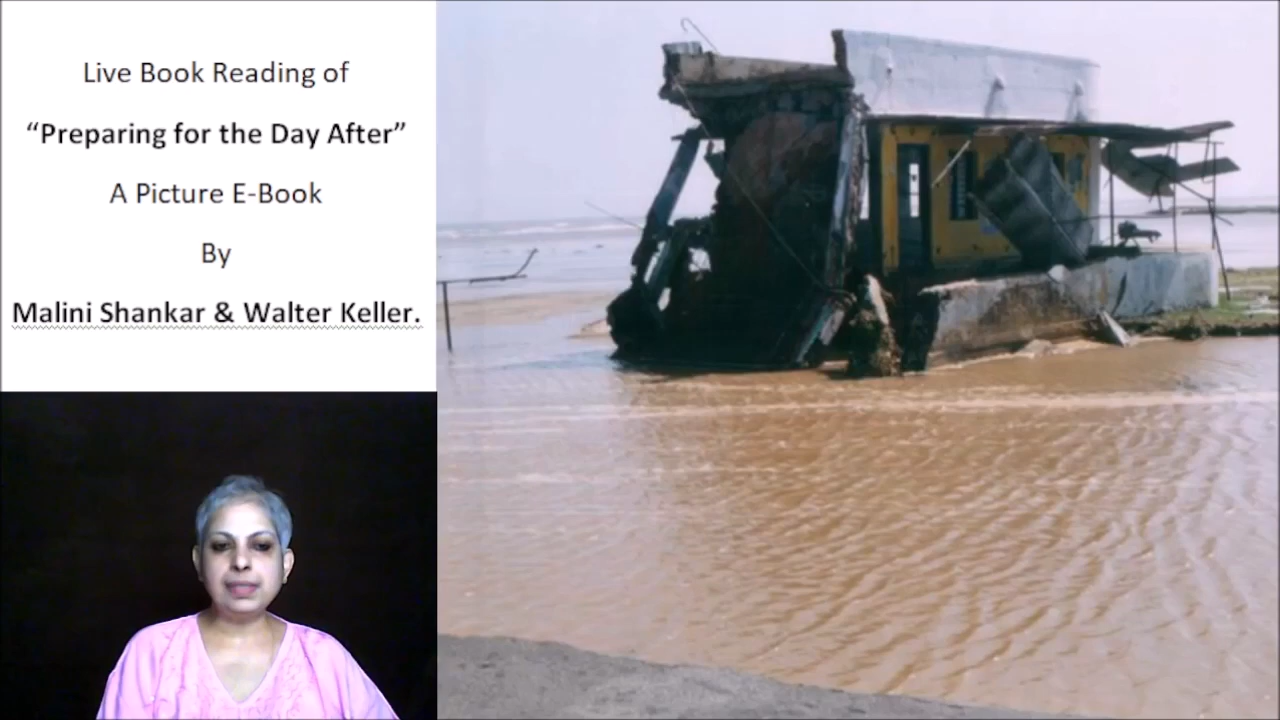 Live Book Reading of
“Preparing for the Day After”
A Picture E-Book
By
Malini Shankar & Walter Keller.